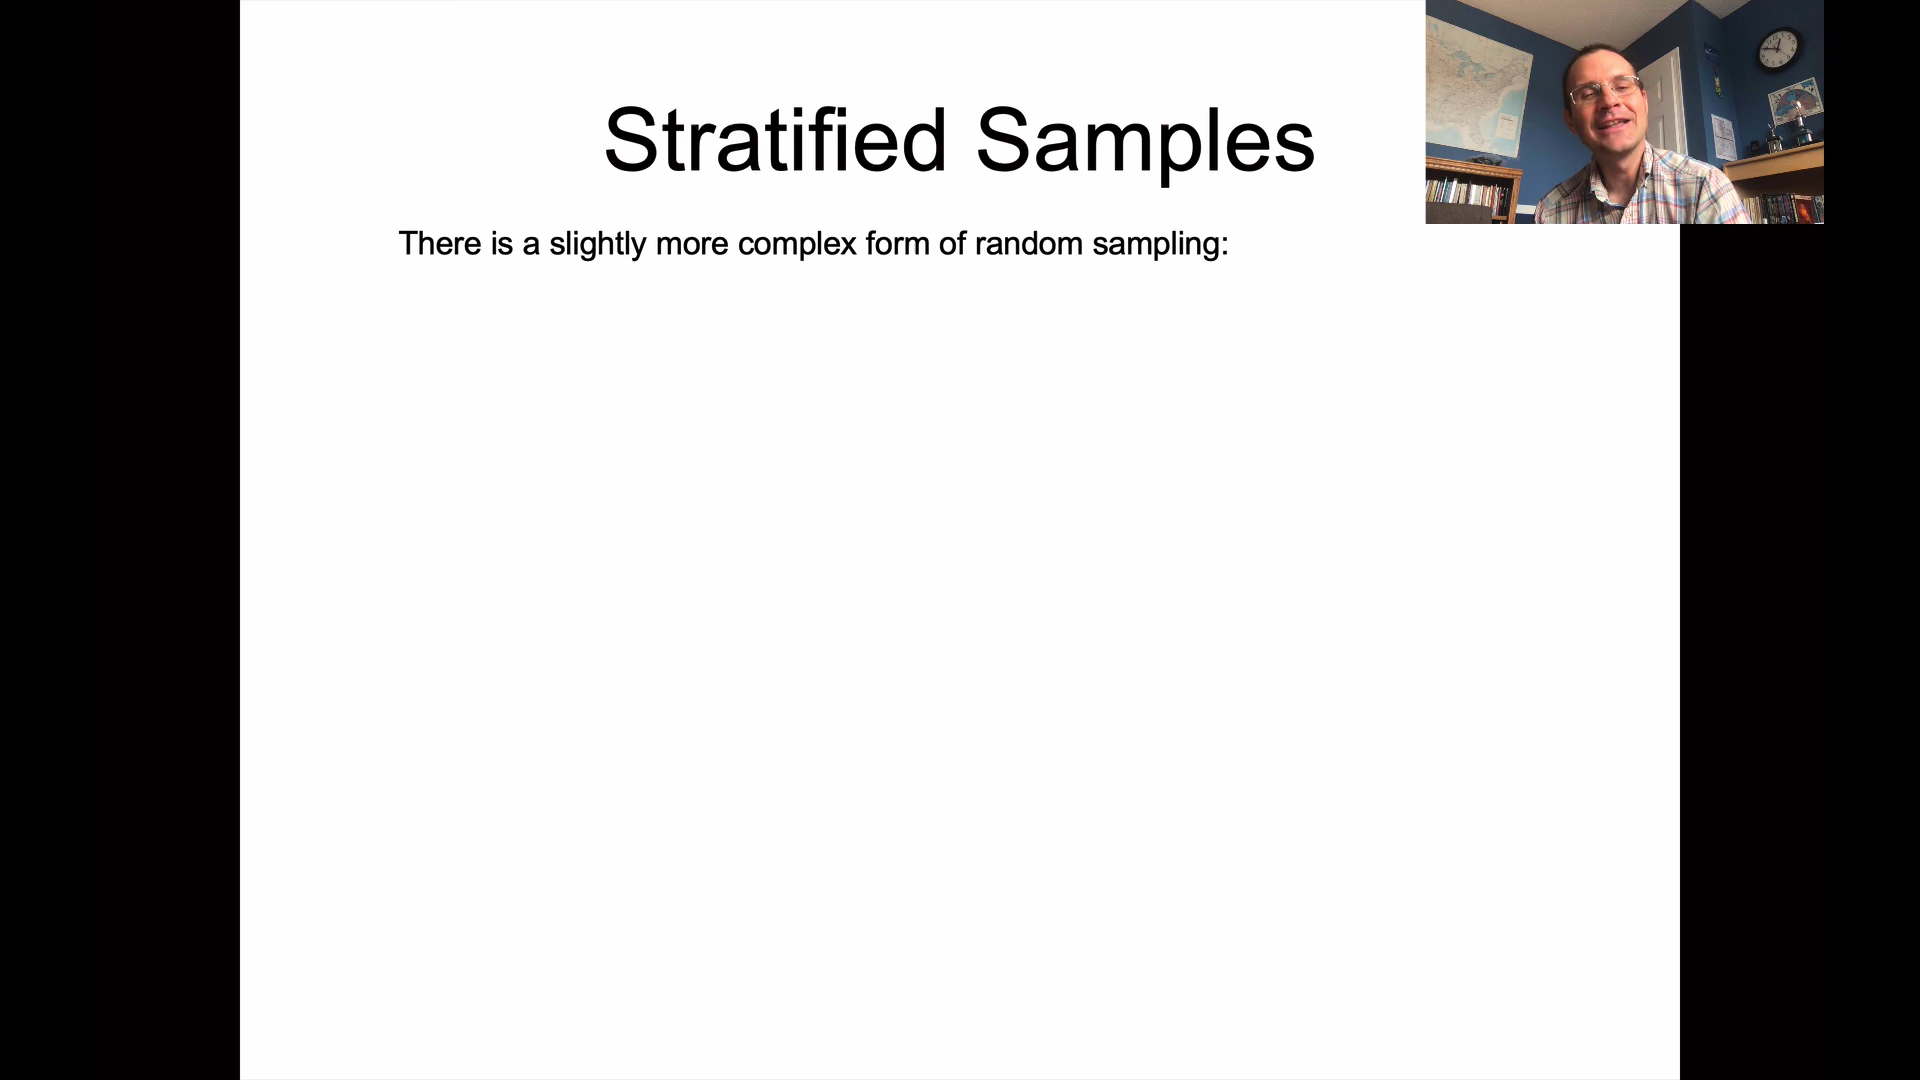 Stratified Samples
There is a slightly more complex form of random sampling: